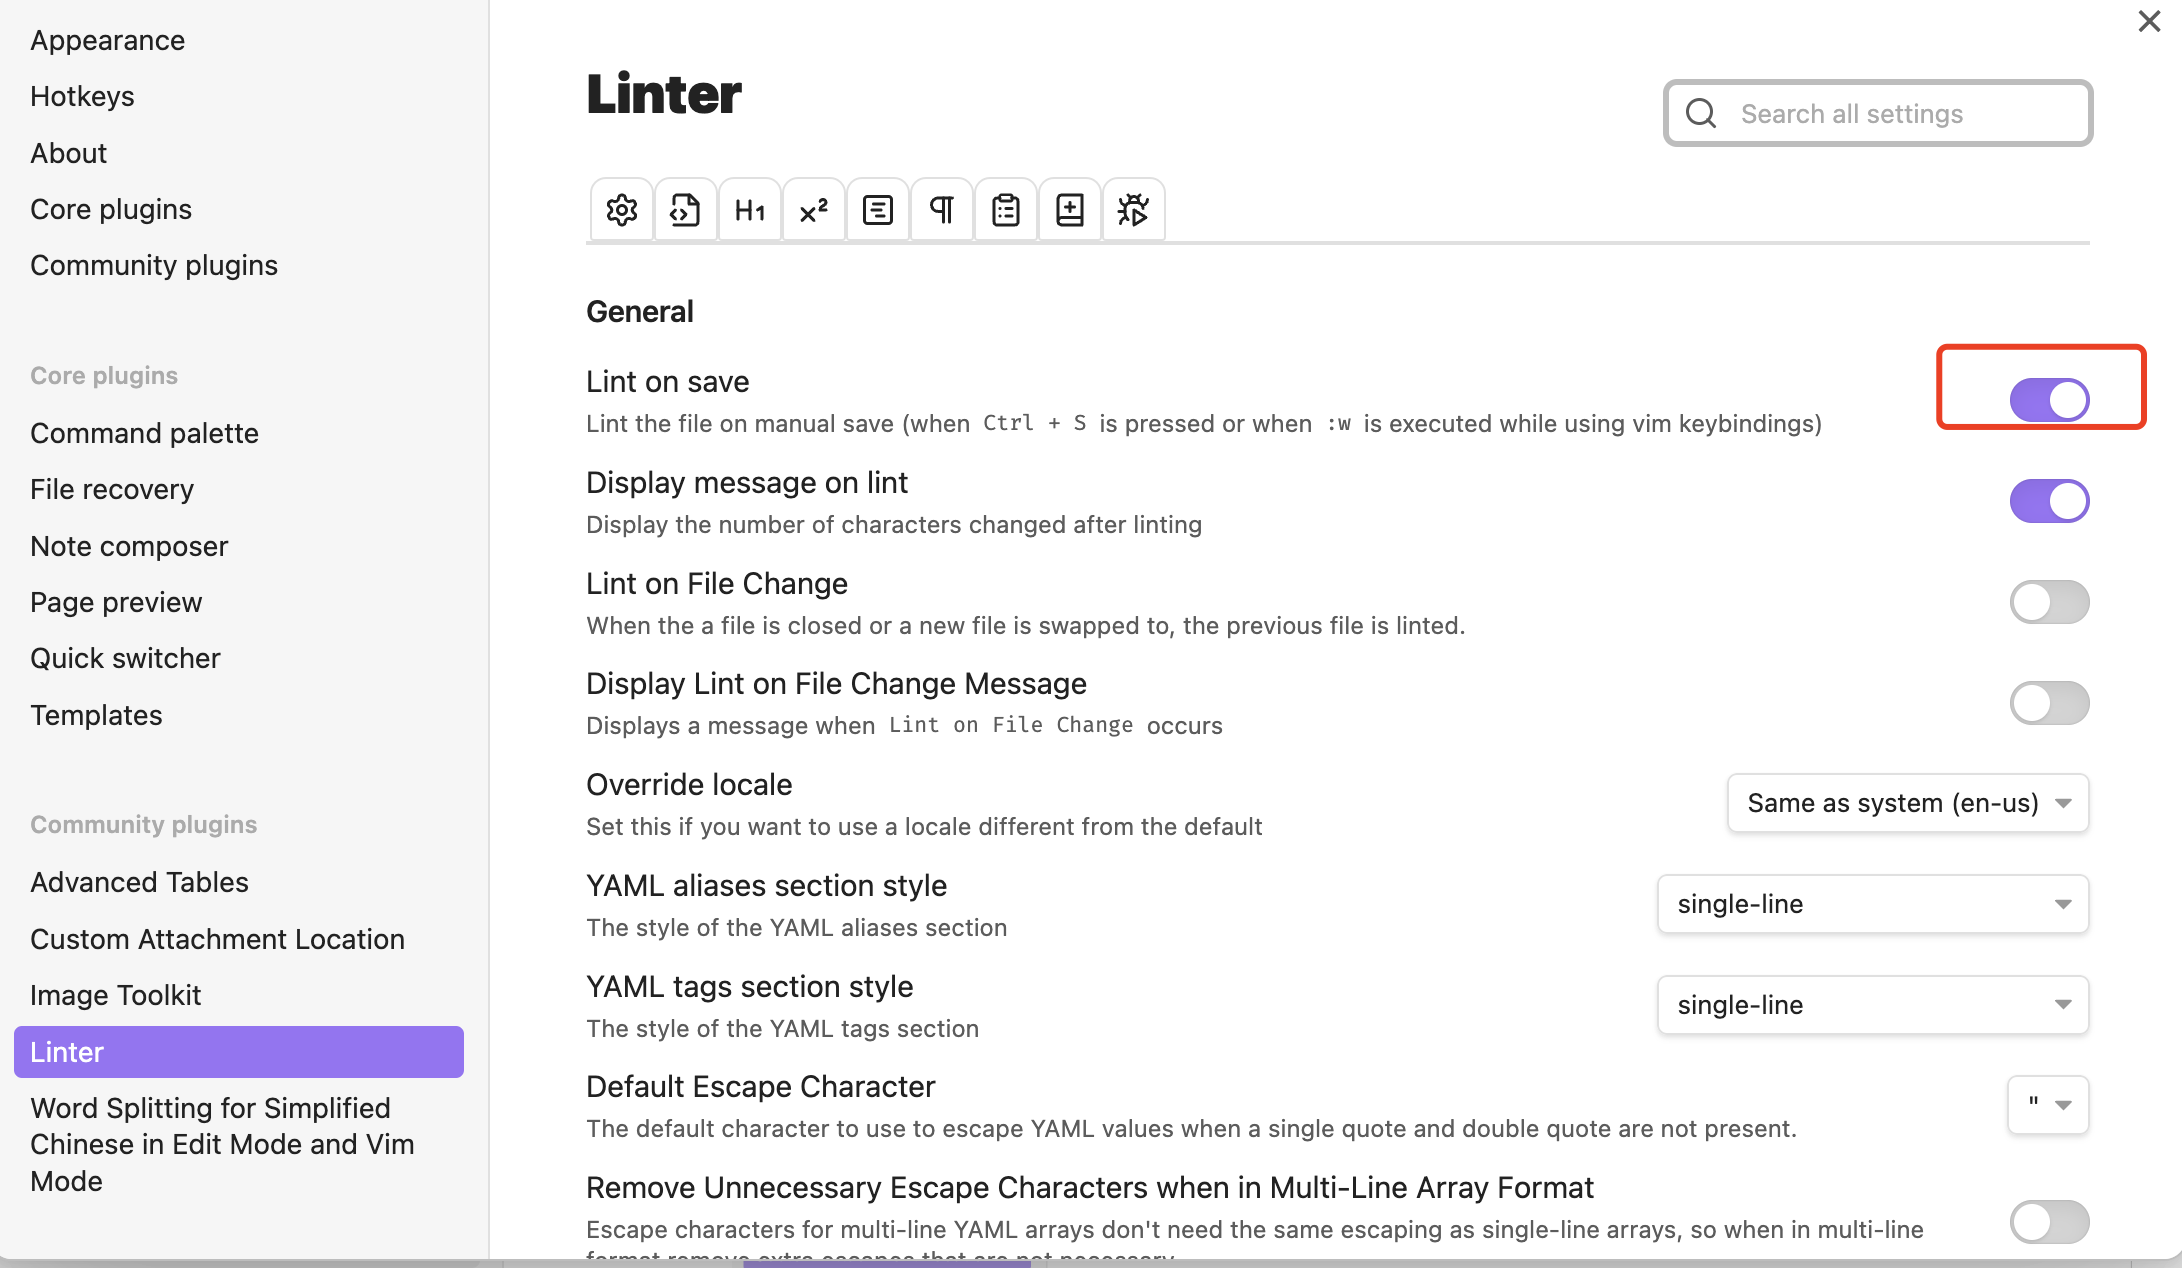 Appearance
Hotkeys
About
Core plugins
Community plugins
Core plugins
Command palette
File recovery
Note composer
Page preview
Quick switcher
Templates
Community plugins
Advanced Tables
Custom Attachment Location
Image Toolkit
Linter
Word Splitting for Simplified
Chinese in Edit Mode and Vim
Mode
Linter
Search all settings
H1
x²
General
Lint on save
Lint the file on manual save (when Ctrl + S is pressed or when :w is executed while using vim keybindings)
Display message on lint
Display the number of characters changed after linting
Lint on File Change
When the a file is closed or a new file is swapped to, the previous file is linted.
Display Lint on File Change Message
Displays a message when Lint on File Change occurs
Override locale
Same as system (en-us)
Set this if you want to use a locale different from the default
YAML aliases section style
single-line
The style of the YAML aliases section
YAML tags section style
single-line
The style of the YAML tags section
Default Escape Character
"
The default character to use to escape YAML values when a single quote and double quote are not present.
Remove Unnecessary Escape Characters when in Multi-Line Array Format
Escape characters for multi-line YAML arrays don't need the same escaping as single-line arrays, so when in multi-line
format remove extra escapes that are not necessary